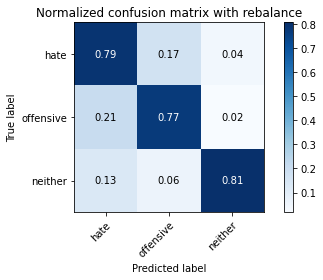 Normalized confusion matrix with rebalance
True label
hate
0.79 0.17 0.04
offensive
0.21 0.77 0.02
neither
0.13 0.06 0.81
hate
offensive
neither
Predicted label
0.8
0.7
0.6
0.5
0.4
0.3
0.2
0.1